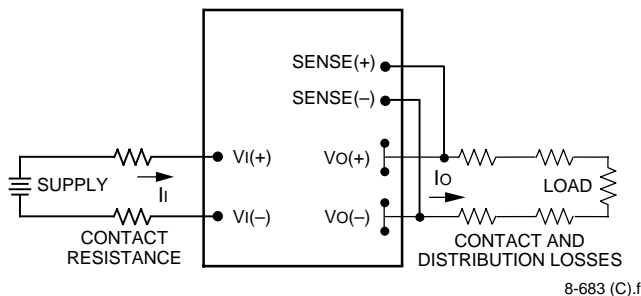 SENSE(+)
SENSE(–)
VI(+)
VO(+)
IO
SUPPLY
II
LOAD
VI(–)
VO(–)
CONTACT
RESISTANCE
CONTACT AND
DISTRIBUTION LOSSES
8-683 (C).f